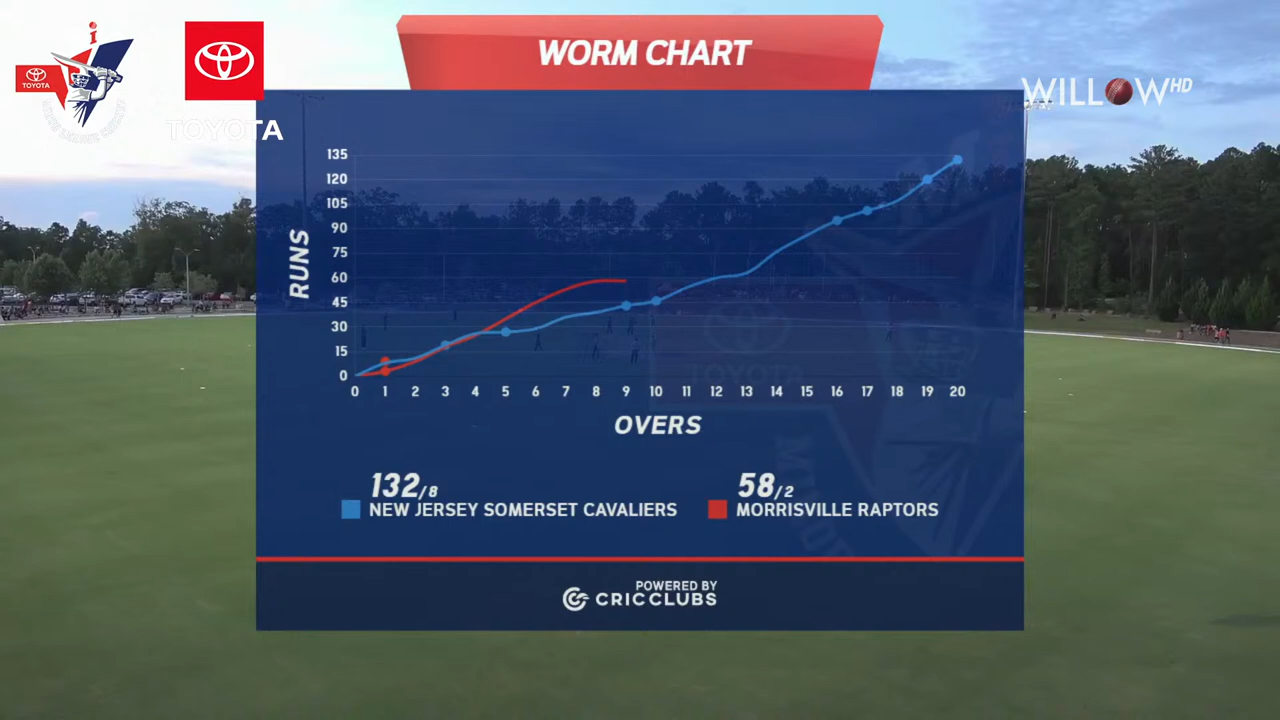 WORM CHART
TOYOTA
TOYOTA
WILLOW HD
135
120
105
90
75
60
45
30
15
0
RUNS
0 1 2 3 4 5 6 7 8 9 10 11 12 13 14 15 16 17 18 19 20
OVERS
132/8
NEW JERSEY SOMERSET CAVALIERS
58/2
MORRISVILLE RAPTORS
POWERED BY
CRICCLUBS